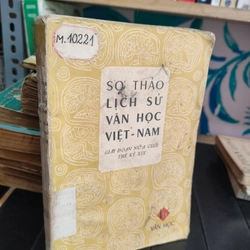 M.10221
SƠ THẢO
LỊCH SỬ
VĂN HỌC
VIỆT-NAM
GIAI ĐOẠN NỬA CUỐI
THẾ KỶ XIX
VĂN HỌC